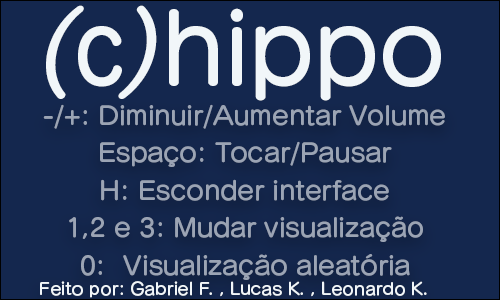 (c)hippo
-/+: Diminuir/Aumentar Volume
Espaço: Tocar/Pausar
H: Esconder interface
1,2 e 3: Mudar visualização
0: Visualização aleatória
Feito por: Gabriel F. , Lucas K. , Leonardo K.